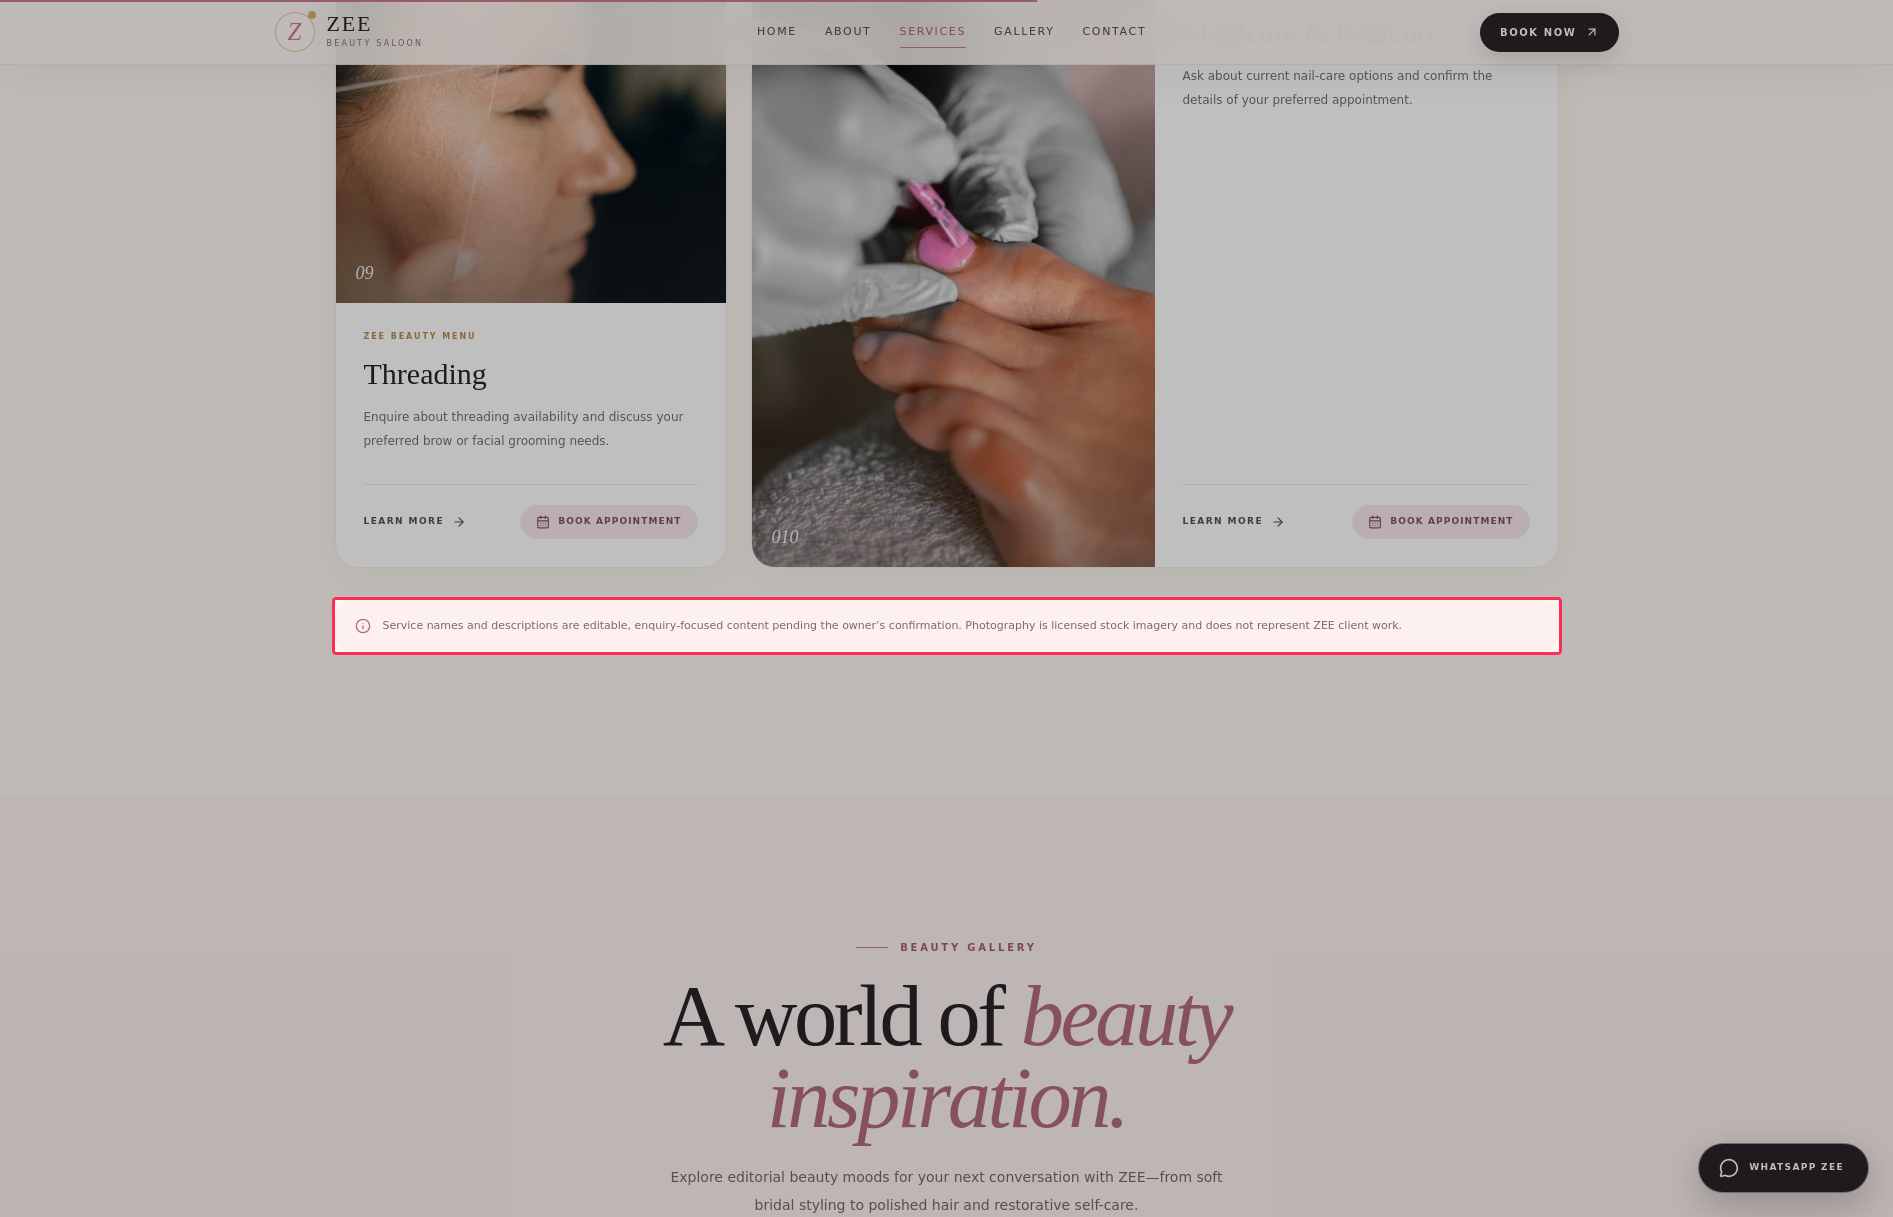 Z
ZEE
BEAUTY SALOON
HOME
ABOUT
SERVICES
GALLERY
CONTACT
BOOK NOW
Manicure & Pedicure
Ask about current nail-care options and confirm the
details of your preferred appointment.
09
ZEE BEAUTY MENU
Threading
Enquire about threading availability and discuss your
preferred brow or facial grooming needs.
LEARN MORE
BOOK APPOINTMENT
010
LEARN MORE
BOOK APPOINTMENT
Service names and descriptions are editable, enquiry-focused content pending the owner’s confirmation. Photography is licensed stock imagery and does not represent ZEE client work.
BEAUTY GALLERY
A world of beauty
inspiration.
Explore editorial beauty moods for your next conversation with ZEE—from soft
bridal styling to polished hair and restorative self-care.
WHATSAPP ZEE